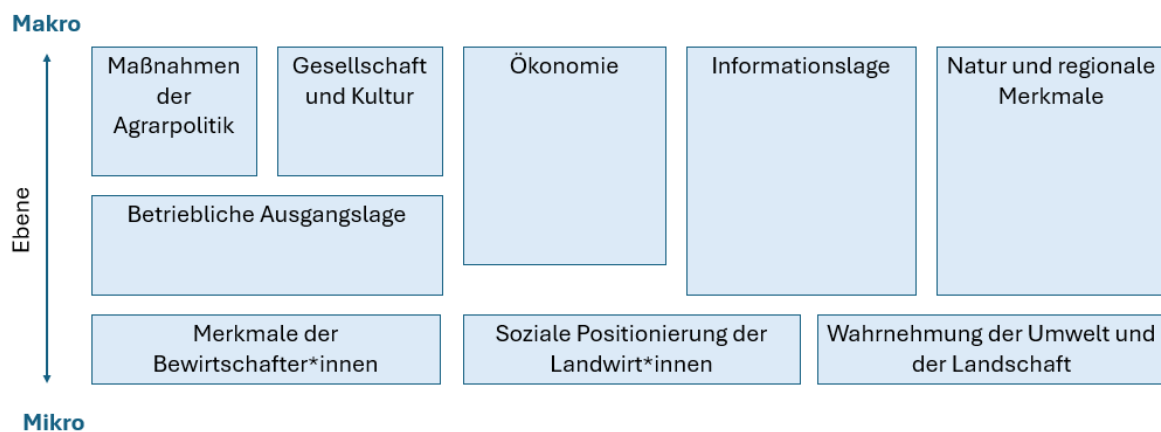 Makro
Maßnahmen
der
Agrarpolitik
Gesellschaft
und Kultur
Ökonomie
Informationslage
Natur und regionale
Merkmale
Ebene
Betriebliche Ausgangslage
Merkmale der
Bewirtschafter*innen
Soziale Positionierung der
Landwirt*innen
Wahrnehmung der Umwelt und
der Landschaft
Mikro